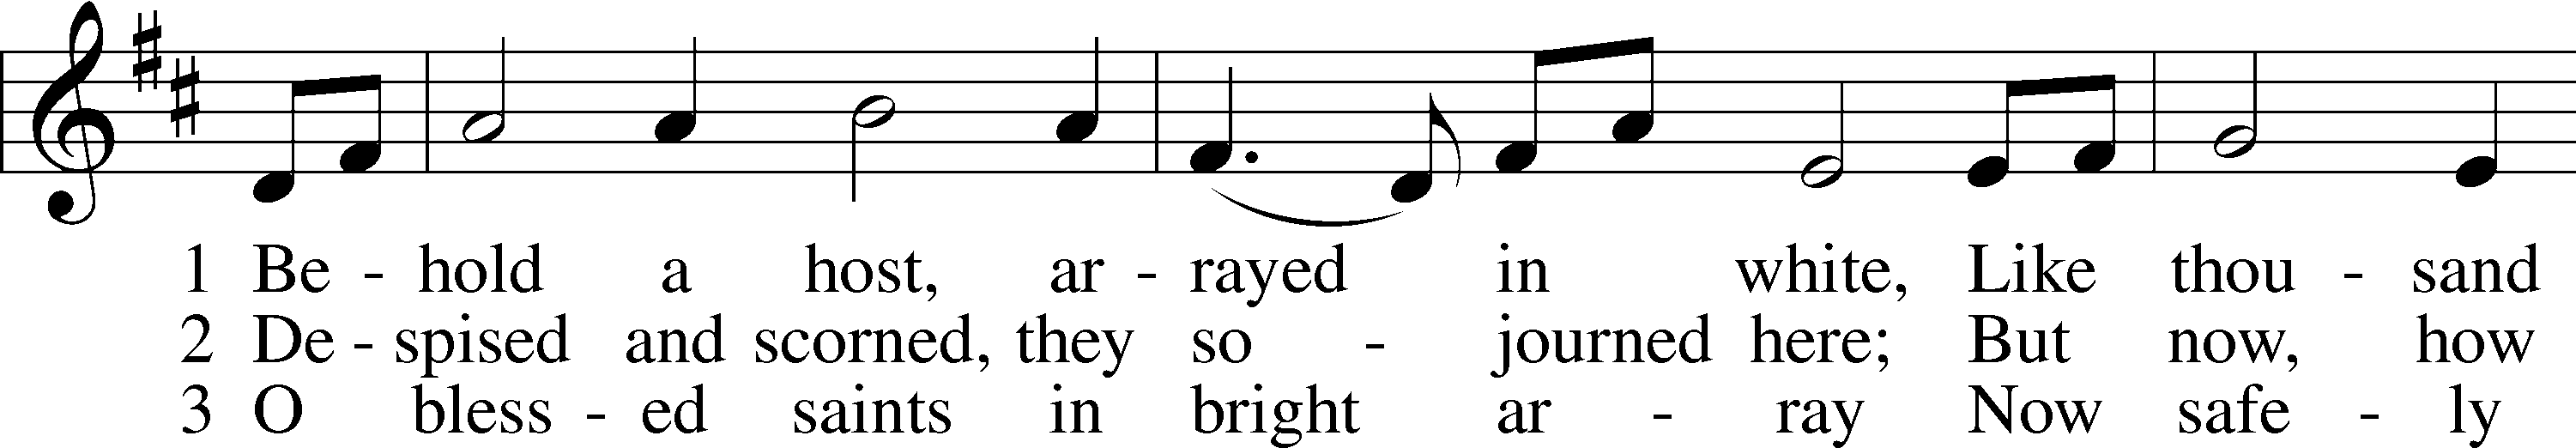 1 Be - hold a host, ar - rayed in white, Like thou - sand
2 De - spised and scorned, they so - journed here; But now, how
3 O bless - ed saints in bright ar - ray Now safe - ly